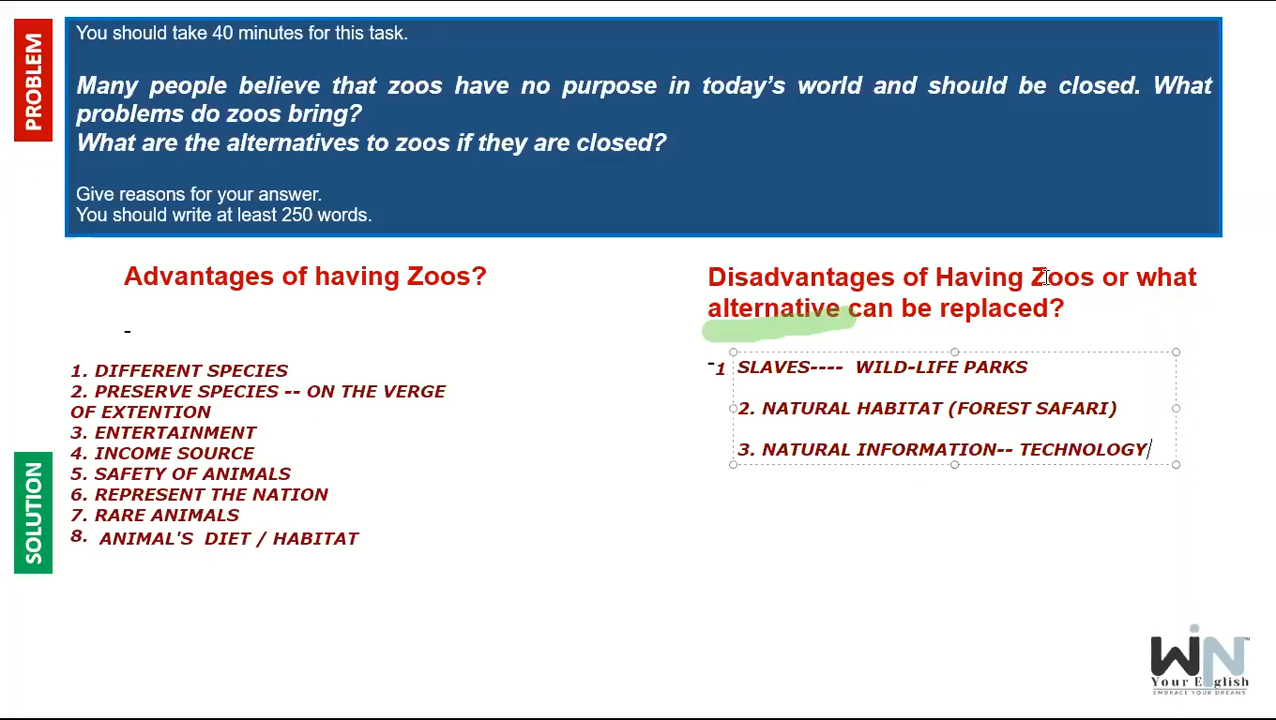 PROBLEM
You should take 40 minutes for this task.
Many people believe that zoos have no purpose in today's world and should be closed. What
problems do zoos bring?
What are the alternatives to zoos if they are closed?
Give reasons for your answer.
You should write at least 250 words.
Advantages of having Zoos?
-
1. DIFFERENT SPECIES
2. PRESERVE SPECIES -- ON THE VERGE
OF EXTENTION
3. ENTERTAINMENT
4. INCOME SOURCE
5. SAFETY OF ANIMALS
6. REPRESENT THE NATION
7. RARE ANIMALS
8. ANIMAL'S DIET / HABITAT
Disadvantages of Having Zoos or what
alternative can be replaced?
-1 SLAVES---- WILD-LIFE PARKS
2. NATURAL HABITAT (FOREST SAFARI)
3. NATURAL INFORMATION-- TECHNOLOGY
SOLUTION
WiN™
Your English
EMBRACE YOUR DREAMS